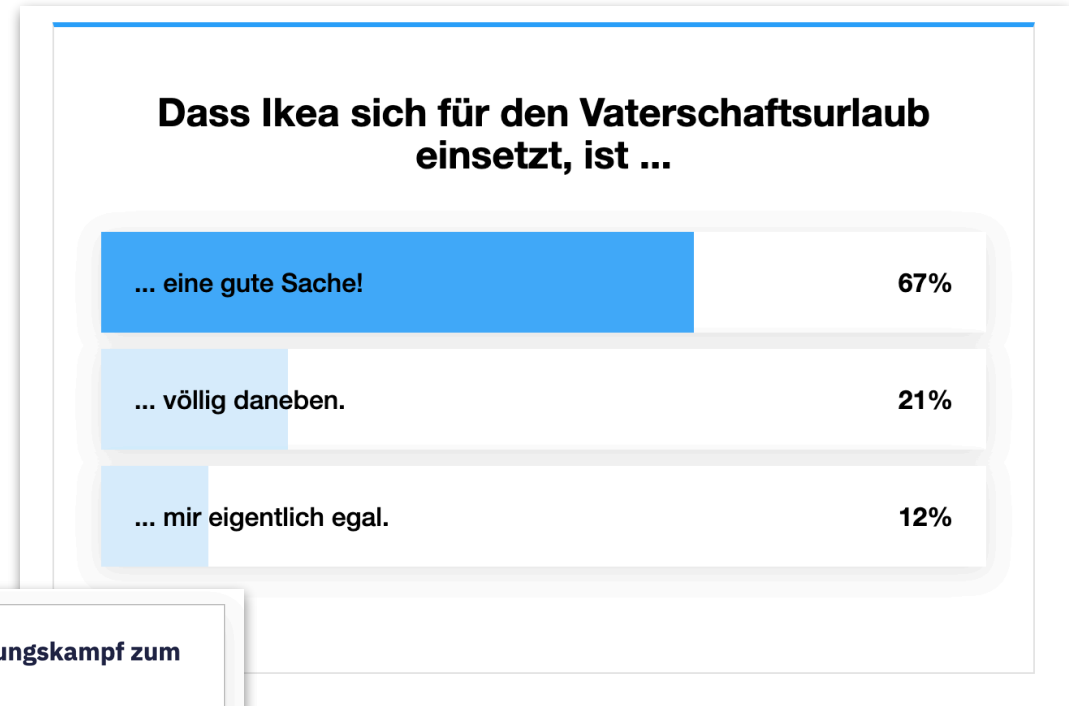 Dass Ikea sich für den Vaterschaftsurlaub
einsetzt, ist ...
... eine gute Sache! 67%
... völlig daneben. 21%
... mir eigentlich egal. 12%
ungskampf zum